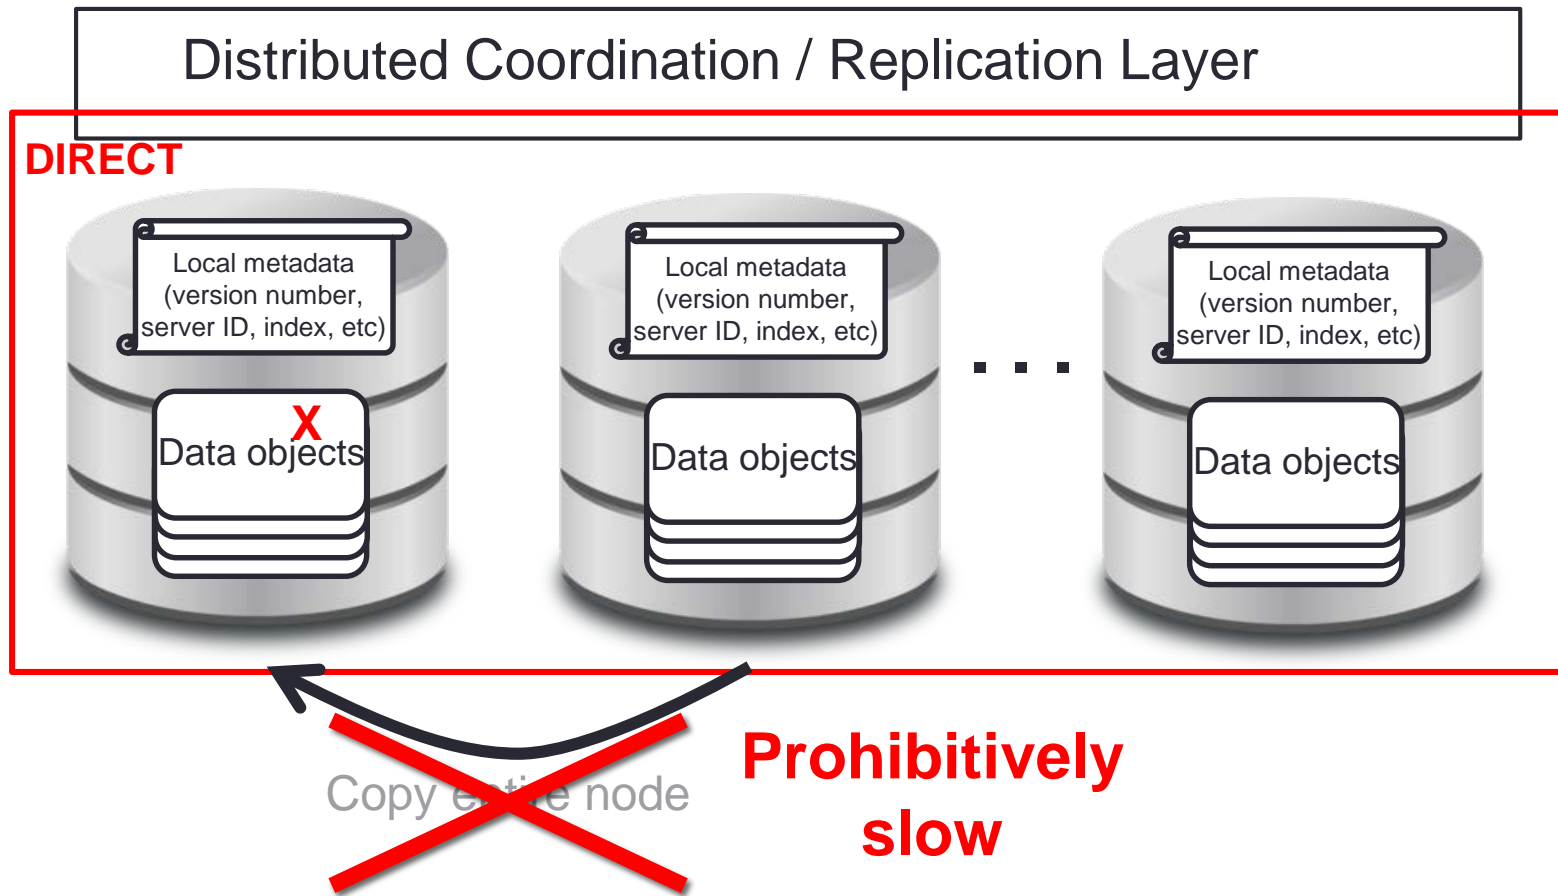 Distributed Coordination / Replication Layer
DIRECT
Local metadata
(version number,
server ID, index, etc)
X
Data objects
Local metadata
(version number,
server ID, index, etc)
Data objects
. . .
Local metadata
(version number,
server ID, index, etc)
Data objects
Copy entire node
Prohibitively
slow